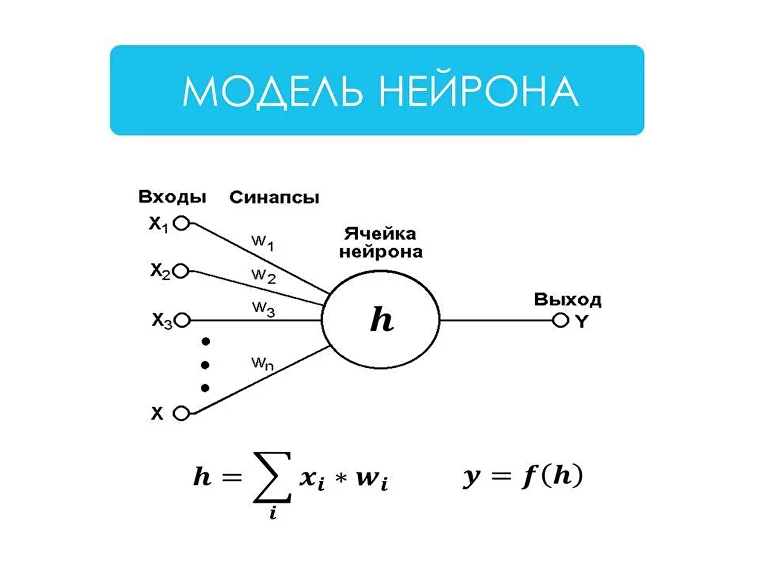 МОДЕЛЬ НЕЙРОНА
Входы Синапсы
Ячейка
нейрона
X1
w1
X2
w2
X3
w3
h
Выход
Y
wn
X
h = ∑i xi * wi
y = f(h)